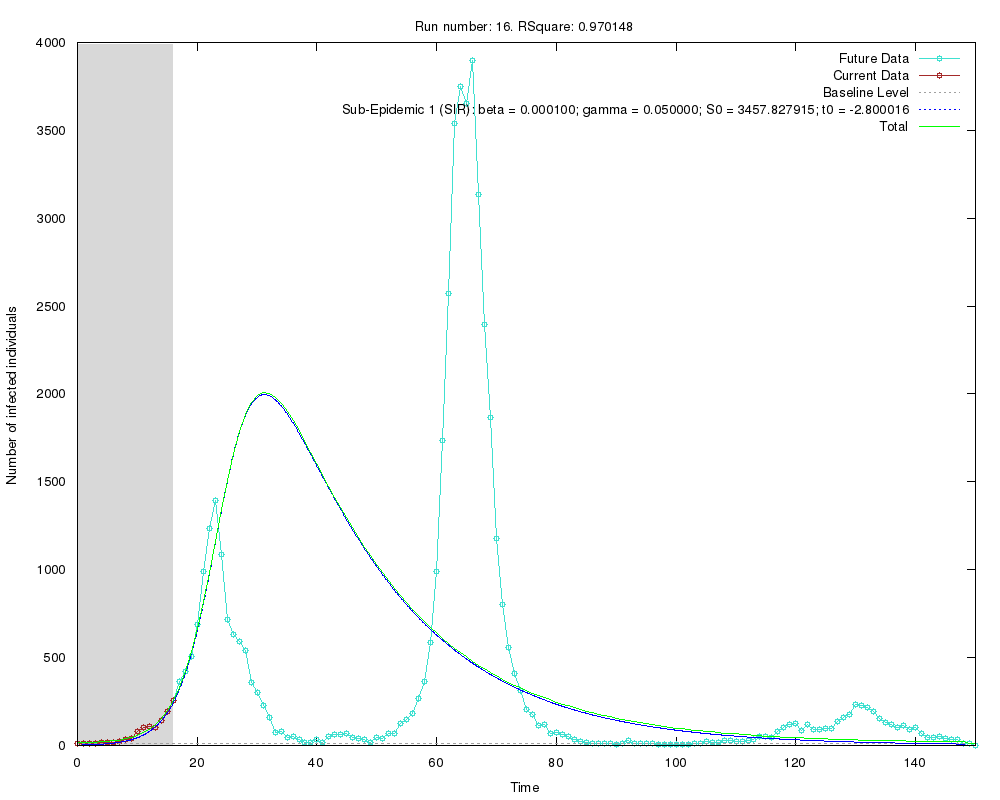 Run number: 16. RSquare: 0.970148
Future Data
Current Data
Baseline Level
Sub-Epidemic 1 (SIR): beta = 0.000100; gamma = 0.050000; S0 = 3457.827915; t0 = -2.800016
Total
4000
3500
3000
2500
2000
1500
1000
500
0
Number of infected individuals
0 20 40 60 80 100 120 140
Time